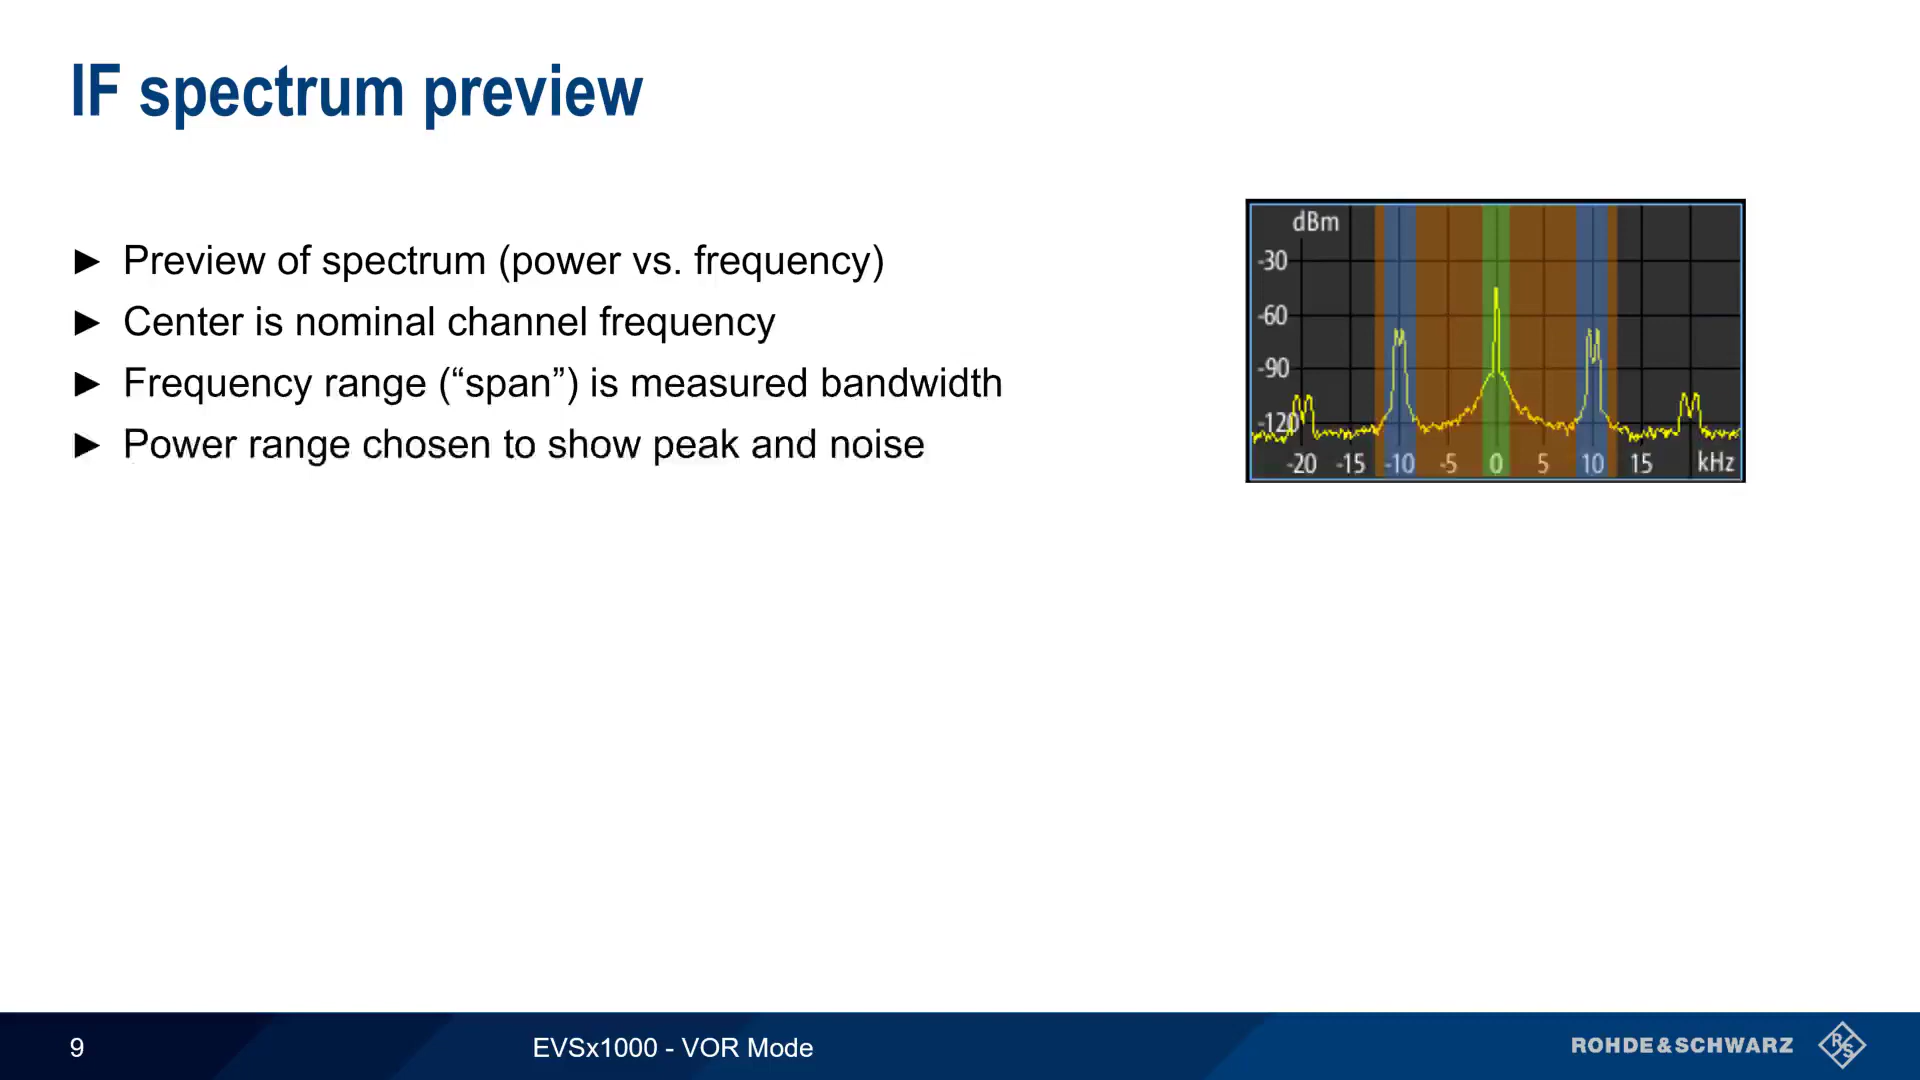 IF spectrum preview
► Preview of spectrum (power vs. frequency)
► Center is nominal channel frequency
► Frequency range (“span”) is measured bandwidth
► Power range chosen to show peak and noise
dBm
-30
-60
-90
-120
-20 -15 -10 -5 0 5 10 15 kHz
9
EVSx1000 - VOR Mode
ROHDE&SCHWARZ
RS